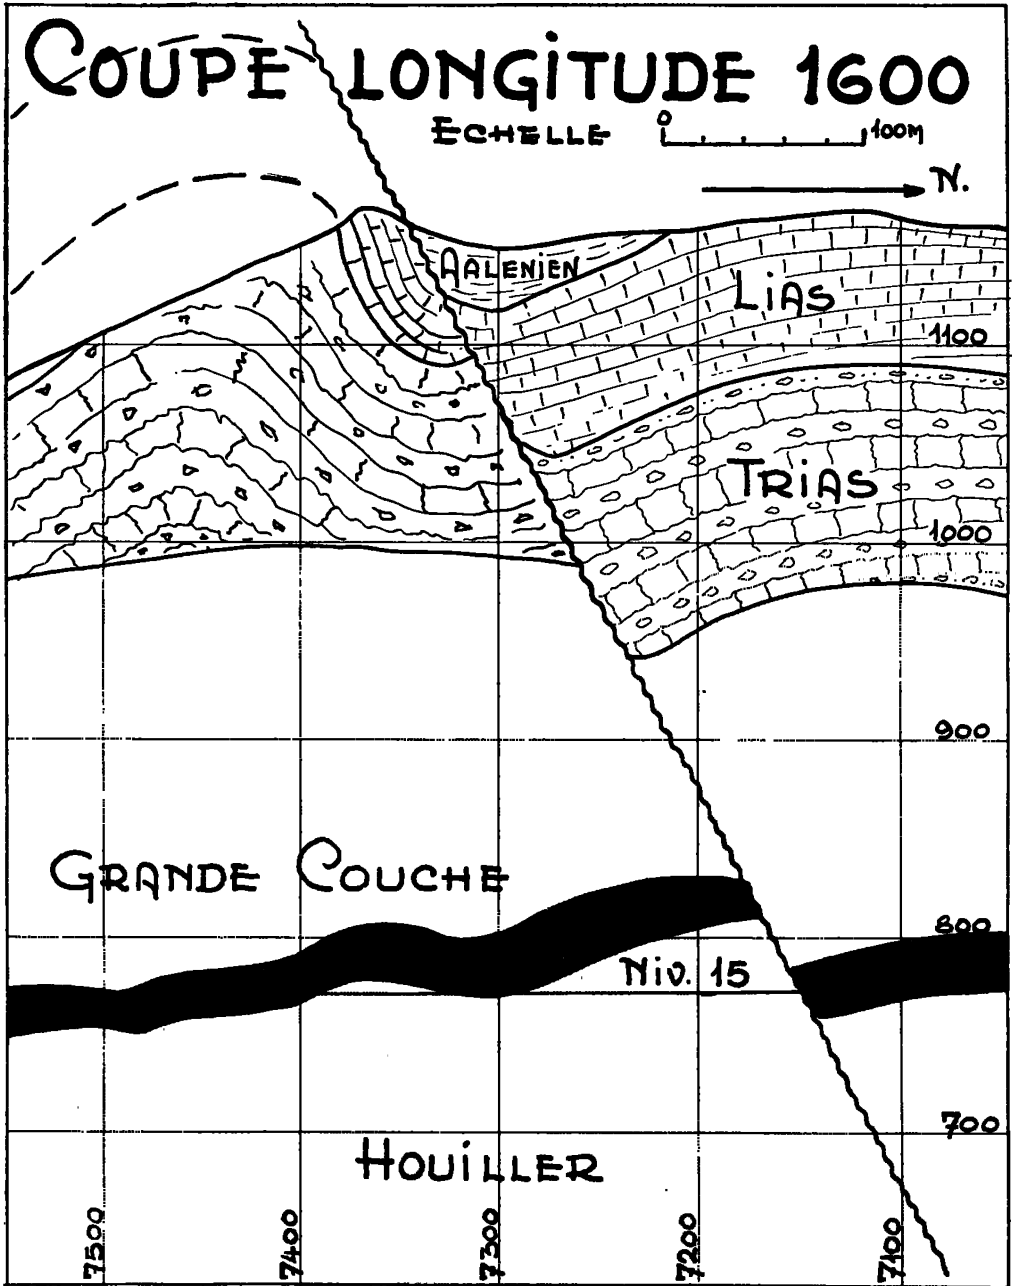 COUPE LONGITUDE 1600
ECHELLE 0 100M
N.
AALENIEN
LIAS
1100
TRIAS
1000
900
GRANDE COUCHE
800
Niv. 15
700
HOUILLER
7500 7400 7300 7200 7100